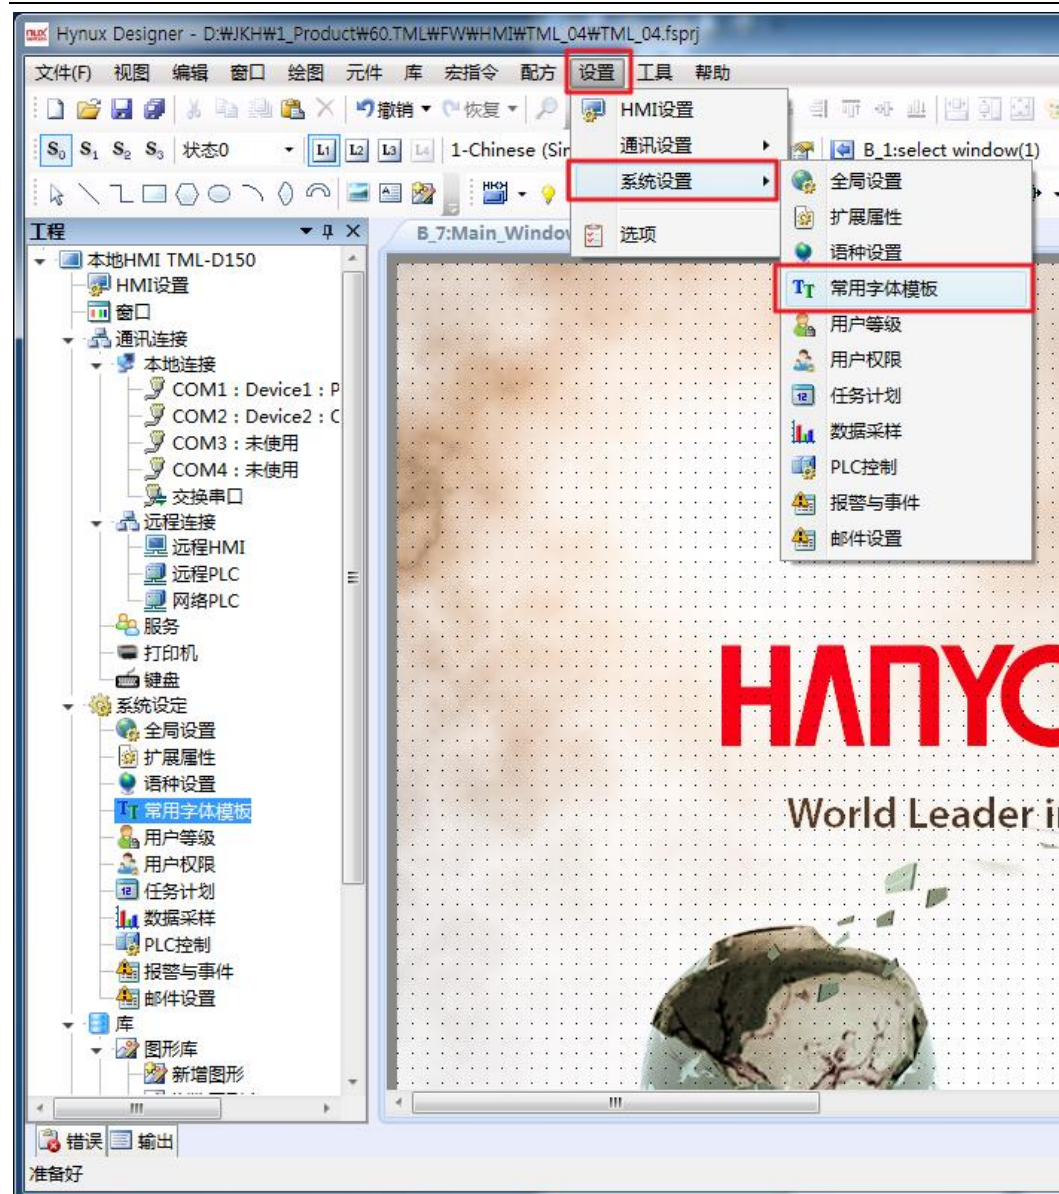 Hynux Designer - D:₩JKH₩1_Product₩60.TML₩FW₩HMI₩TML_04₩TML_04.fsprj
文件(F) 视图 编辑 窗口 绘图 元件 库 宏指令 配方 设置 工具 帮助
撤销 恢复
S0 S1 S2 S3 状态0 L1 L2 L3 L4 1-Chinese (Sin
B_1:select window(1)
HMI设置
通讯设置
系统设置
选项
全局设置
扩展属性
语种设置
常用字体模板
用户等级
用户权限
任务计划
数据采样
PLC控制
报警与事件
邮件设置
工程
B_7:Main_Window
本地HMI TML-D150
HMI设置
窗口
通讯连接
本地连接
COM1 : Device1 : P
COM2 : Device2 : C
COM3 : 未使用
COM4 : 未使用
交换串口
远程连接
远程HMI
远程PLC
网络PLC
服务
打印机
键盘
系统设定
全局设置
扩展属性
语种设置
常用字体模板
用户等级
用户权限
任务计划
数据采样
PLC控制
报警与事件
邮件设置
库
图形库
新增图形
HANYO
World Leader i
错误 输出
准备好